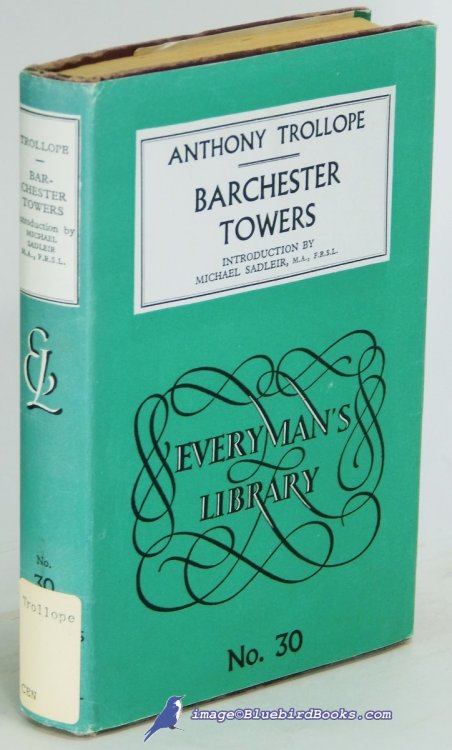 TROLLOPE
BAR-
CHESTER
TOWERS
Introduction by
MICHAEL
SADLEIR
M.A., F.R.S.L.
EL
No.
30
Trollope
CEN
ANTHONY TROLLOPE
BARCHESTER
TOWERS
INTRODUCTION BY
MICHAEL SADLEIR, M.A., F.R.S.L.
EVERYMAN'S
LIBRARY
No. 30
image©BluebirdBooks.com